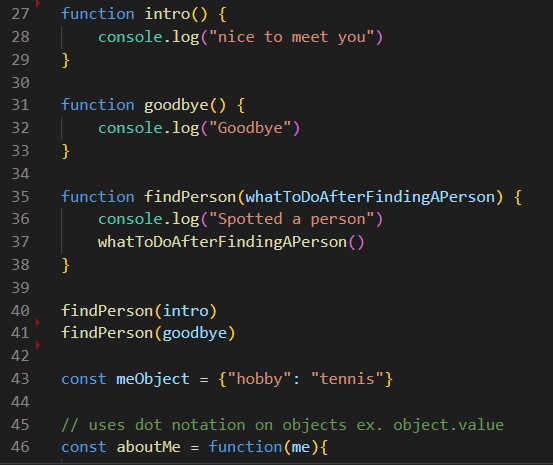 27 function intro() {
28 console.log("nice to meet you")
29 }
30
31 function goodbye() {
32 console.log("Goodbye")
33 }
34
35 function findPerson(whatToDoAfterFindingAPerson) {
36 console.log("Spotted a person")
37 whatToDoAfterFindingAPerson()
38 }
39
40 findPerson(intro)
41 findPerson(goodbye)
42
43 const meObject = {"hobby": "tennis"}
44
45 // uses dot notation on objects ex. object.value
46 const aboutMe = function(me){